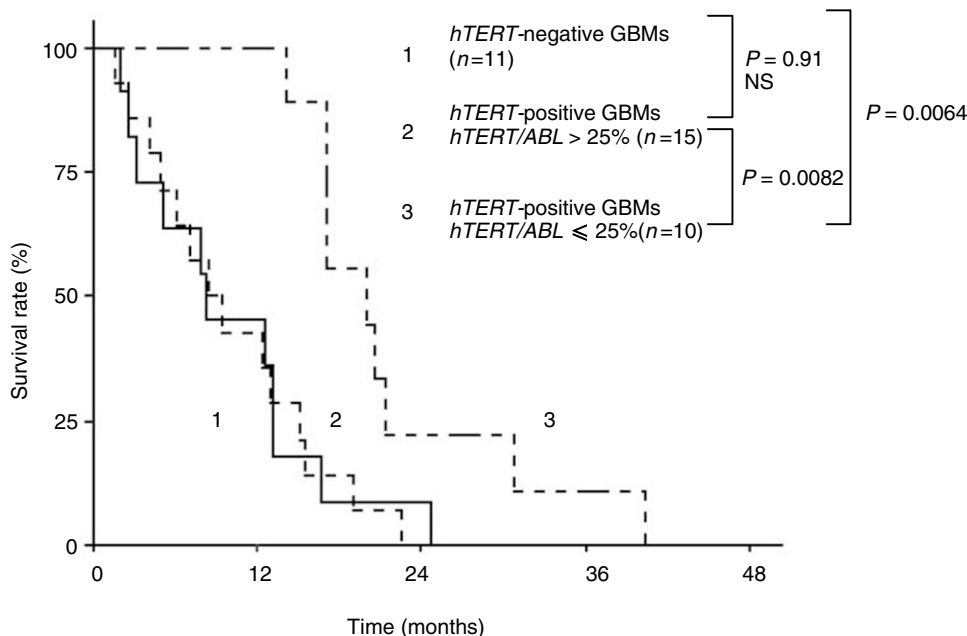 100
75
50
25
0
Survival rate (%)
0 12 24 36 48
Time (months)
1 hTERT-negative GBMs
(n=11)
2 hTERT-positive GBMs
hTERT/ABL > 25% (n=15)
3 hTERT-positive GBMs
hTERT/ABL ⩽ 25%(n=10)
P = 0.91
NS
P = 0.0082
P = 0.0064
1 2 3